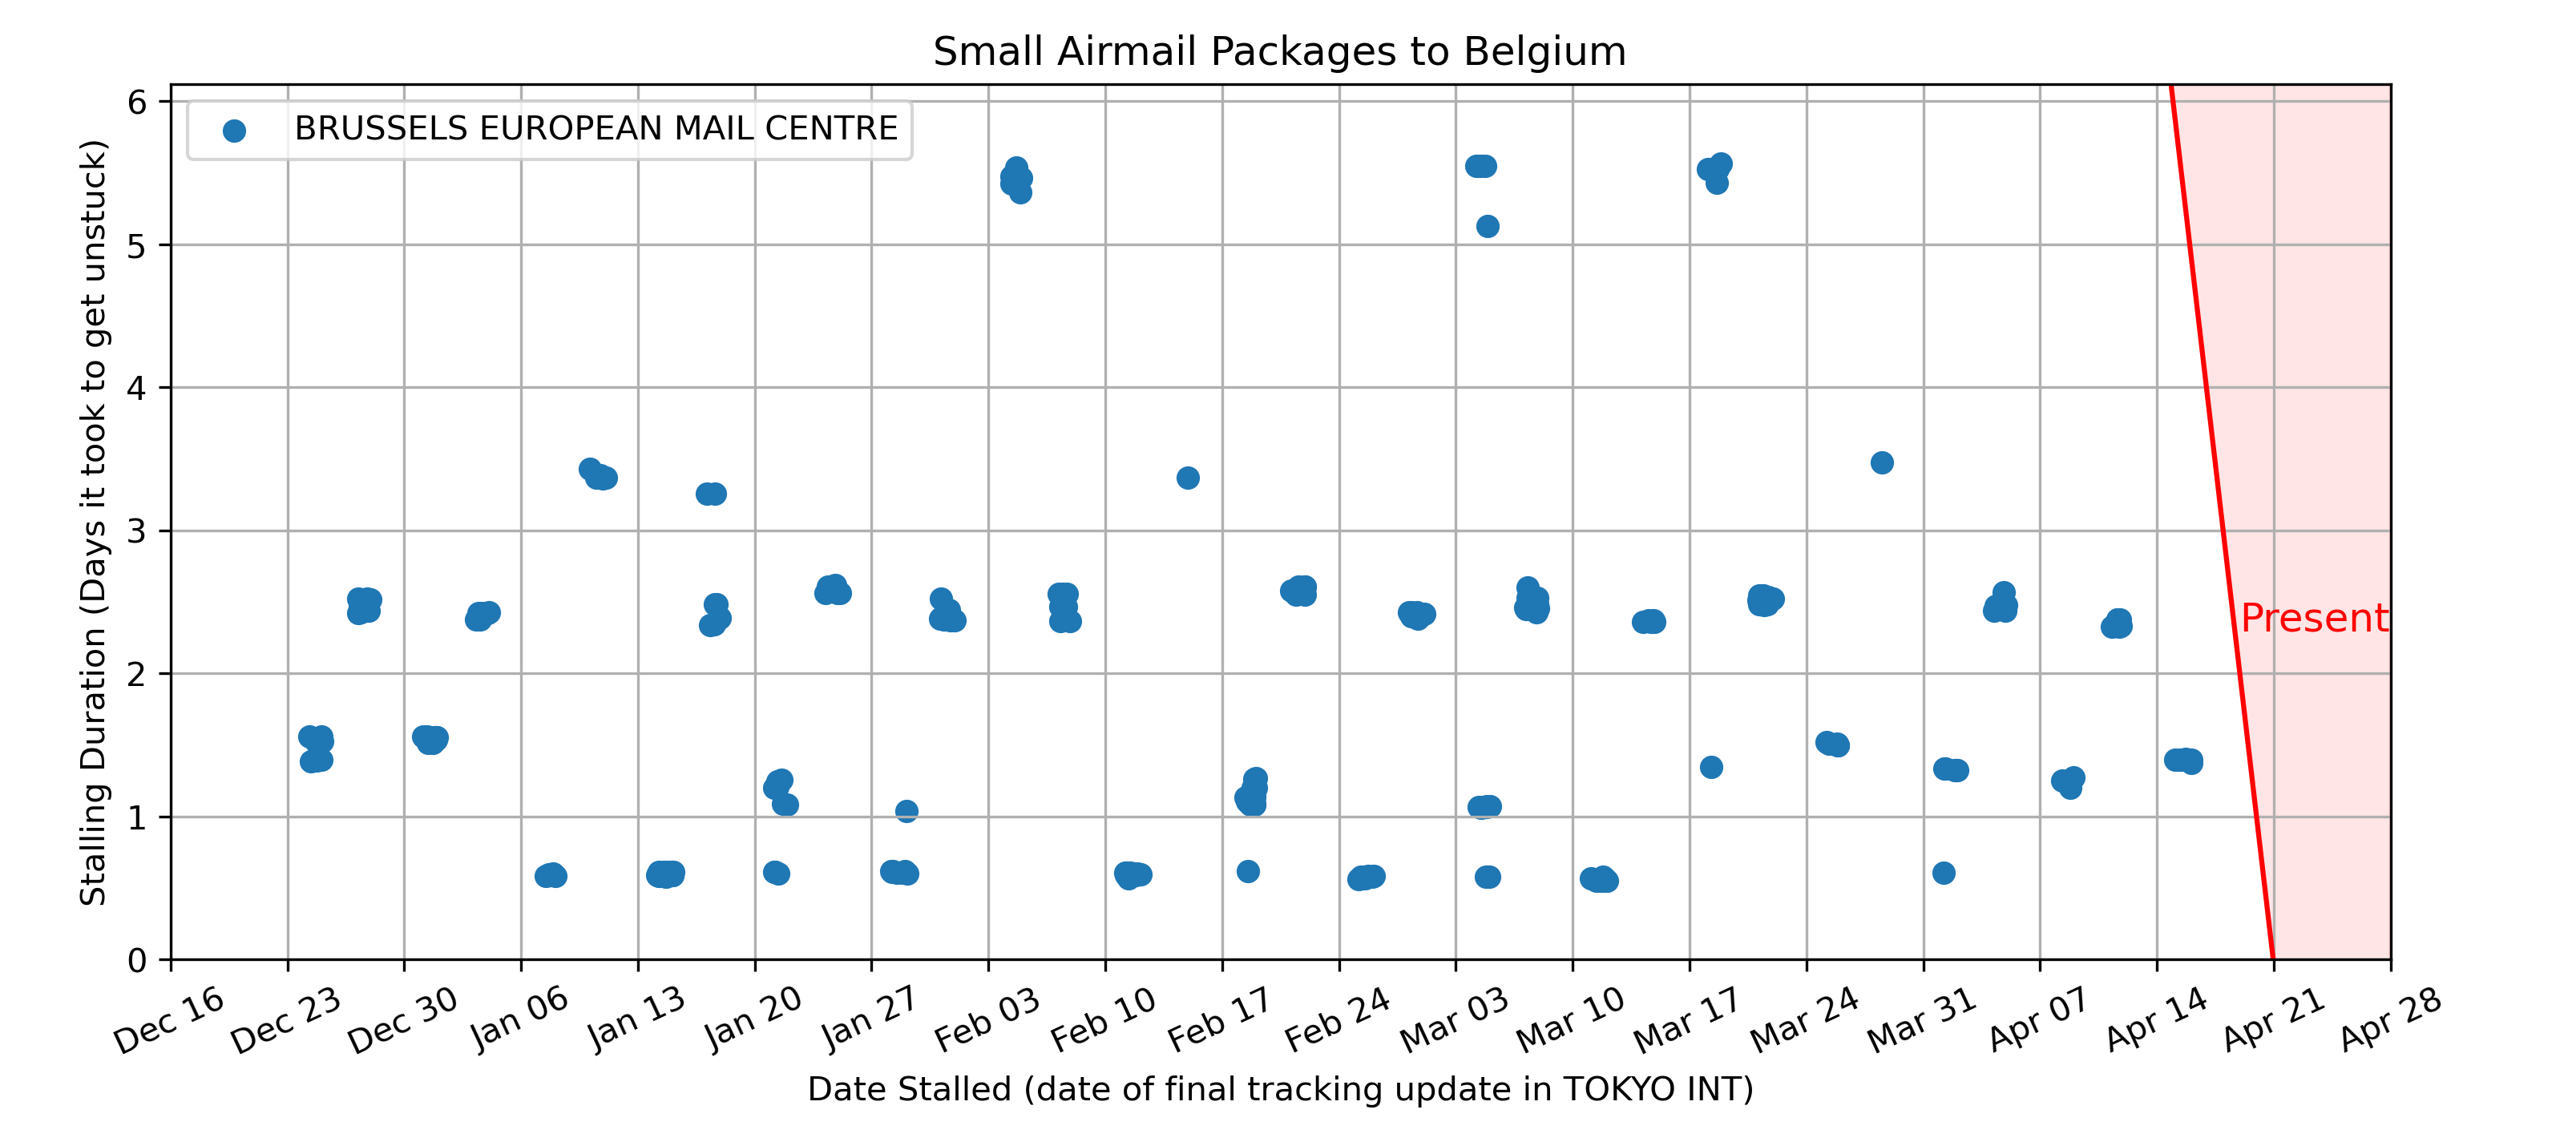 Small Airmail Packages to Belgium
BRUSSELS EUROPEAN MAIL CENTRE
Stalling Duration (Days it took to get unstuck)
6
5
4
3
2
1
0
Present
Dec 16
Dec 23
Dec 30
Jan 06
Jan 13
Jan 20
Jan 27
Feb 03
Feb 10
Feb 17
Feb 24
Mar 03
Mar 10
Mar 17
Mar 24
Mar 31
Apr 07
Apr 14
Apr 21
Apr 28
Date Stalled (date of final tracking update in TOKYO INT)